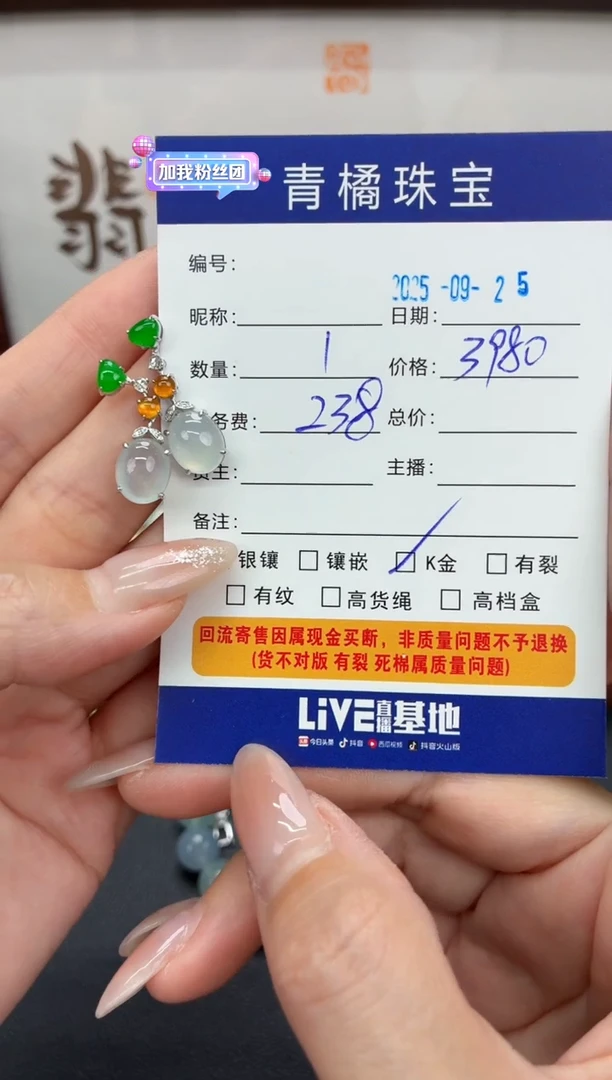 加我粉丝团
翡
青橘珠宝
编号：
2025-09-25
昵称： 日期：
数量： 1 价格： 3980
务费： 238 总价：
货主： 主播：
备注：
银镶 镶嵌 K金 有裂
有纹 高货绳 高档盒
回流寄售因属现金买断，非质量问题不予退换
(货不对版 有裂 死梯属质量问题)
LiVE直播基地
今日头条 抖音 西瓜视频 抖音火山版